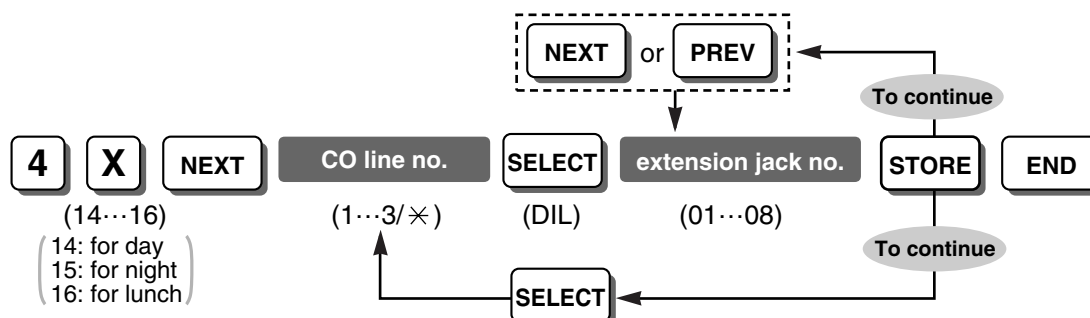 NEXT or PREV
To continue
4 X NEXT CO line no. SELECT extension jack no. STORE END
(14···16) (1···3/✳) (DIL) (01···08)
14: for day
15: for night
16: for lunch
To continue
SELECT